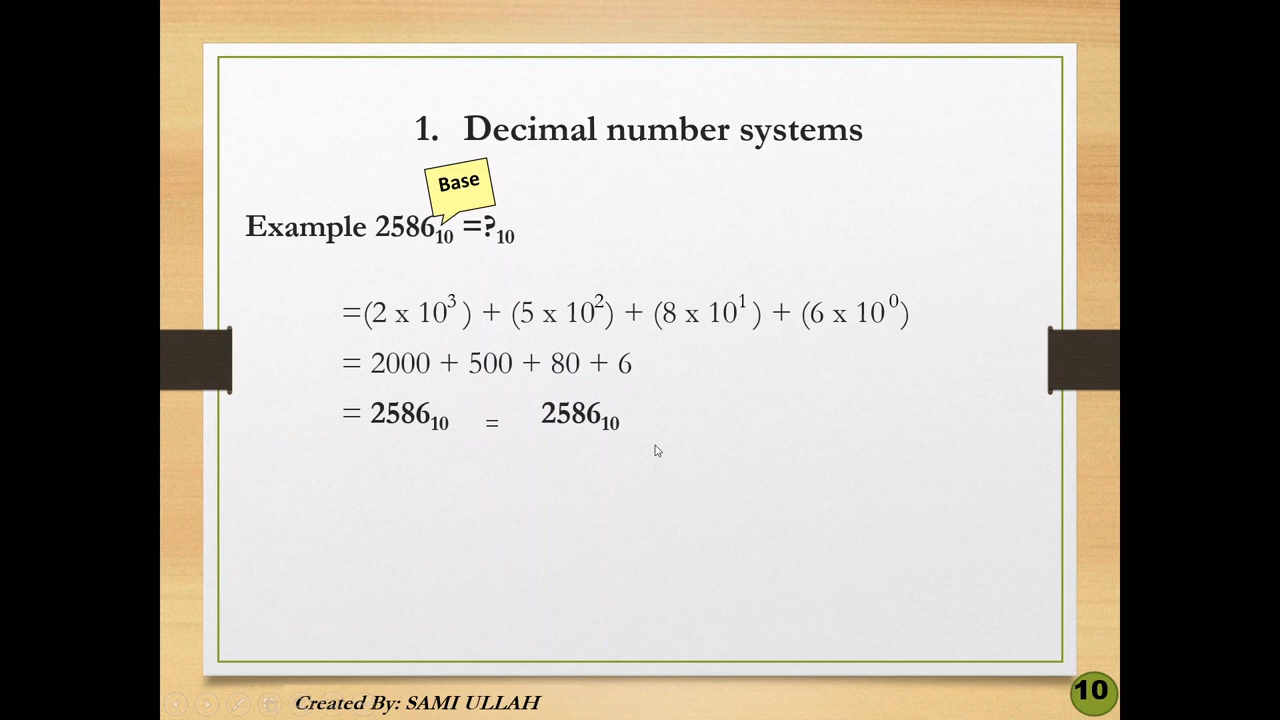 1. Decimal number systems
Base
Example 2586₁₀ =?₁₀
=(2 x 10³ ) + (5 x 10²) + (8 x 10¹ ) + (6 x 10⁰)
= 2000 + 500 + 80 + 6
= 2586₁₀ = 2586₁₀
Created By: SAMI ULLAH
10